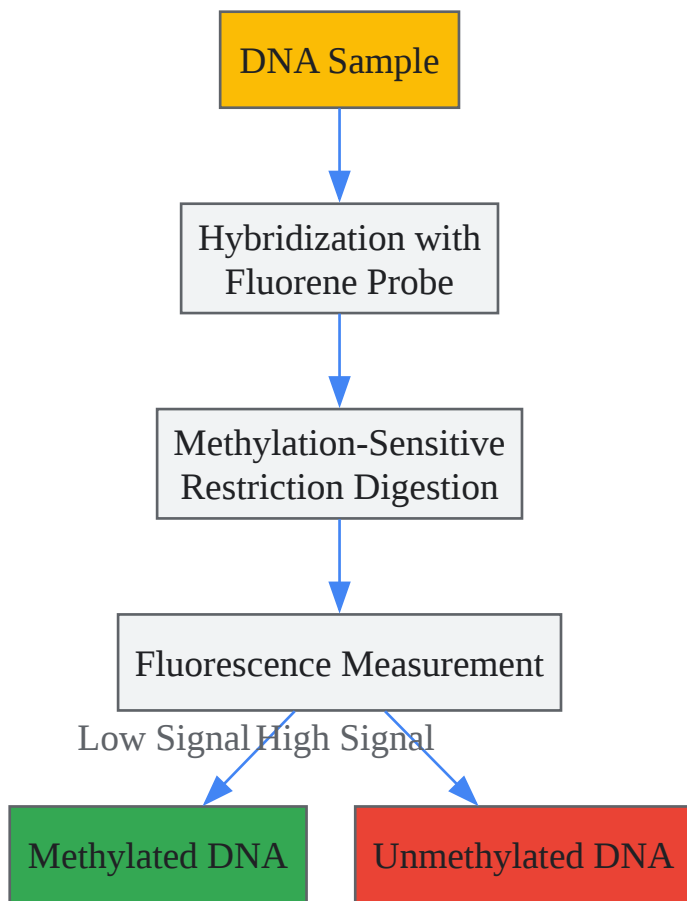 DNA Sample
Hybridization with
Fluorene Probe
Methylation-Sensitive
Restriction Digestion
Fluorescence Measurement
Low Signal
High Signal
Methylated DNA
Unmethylated DNA